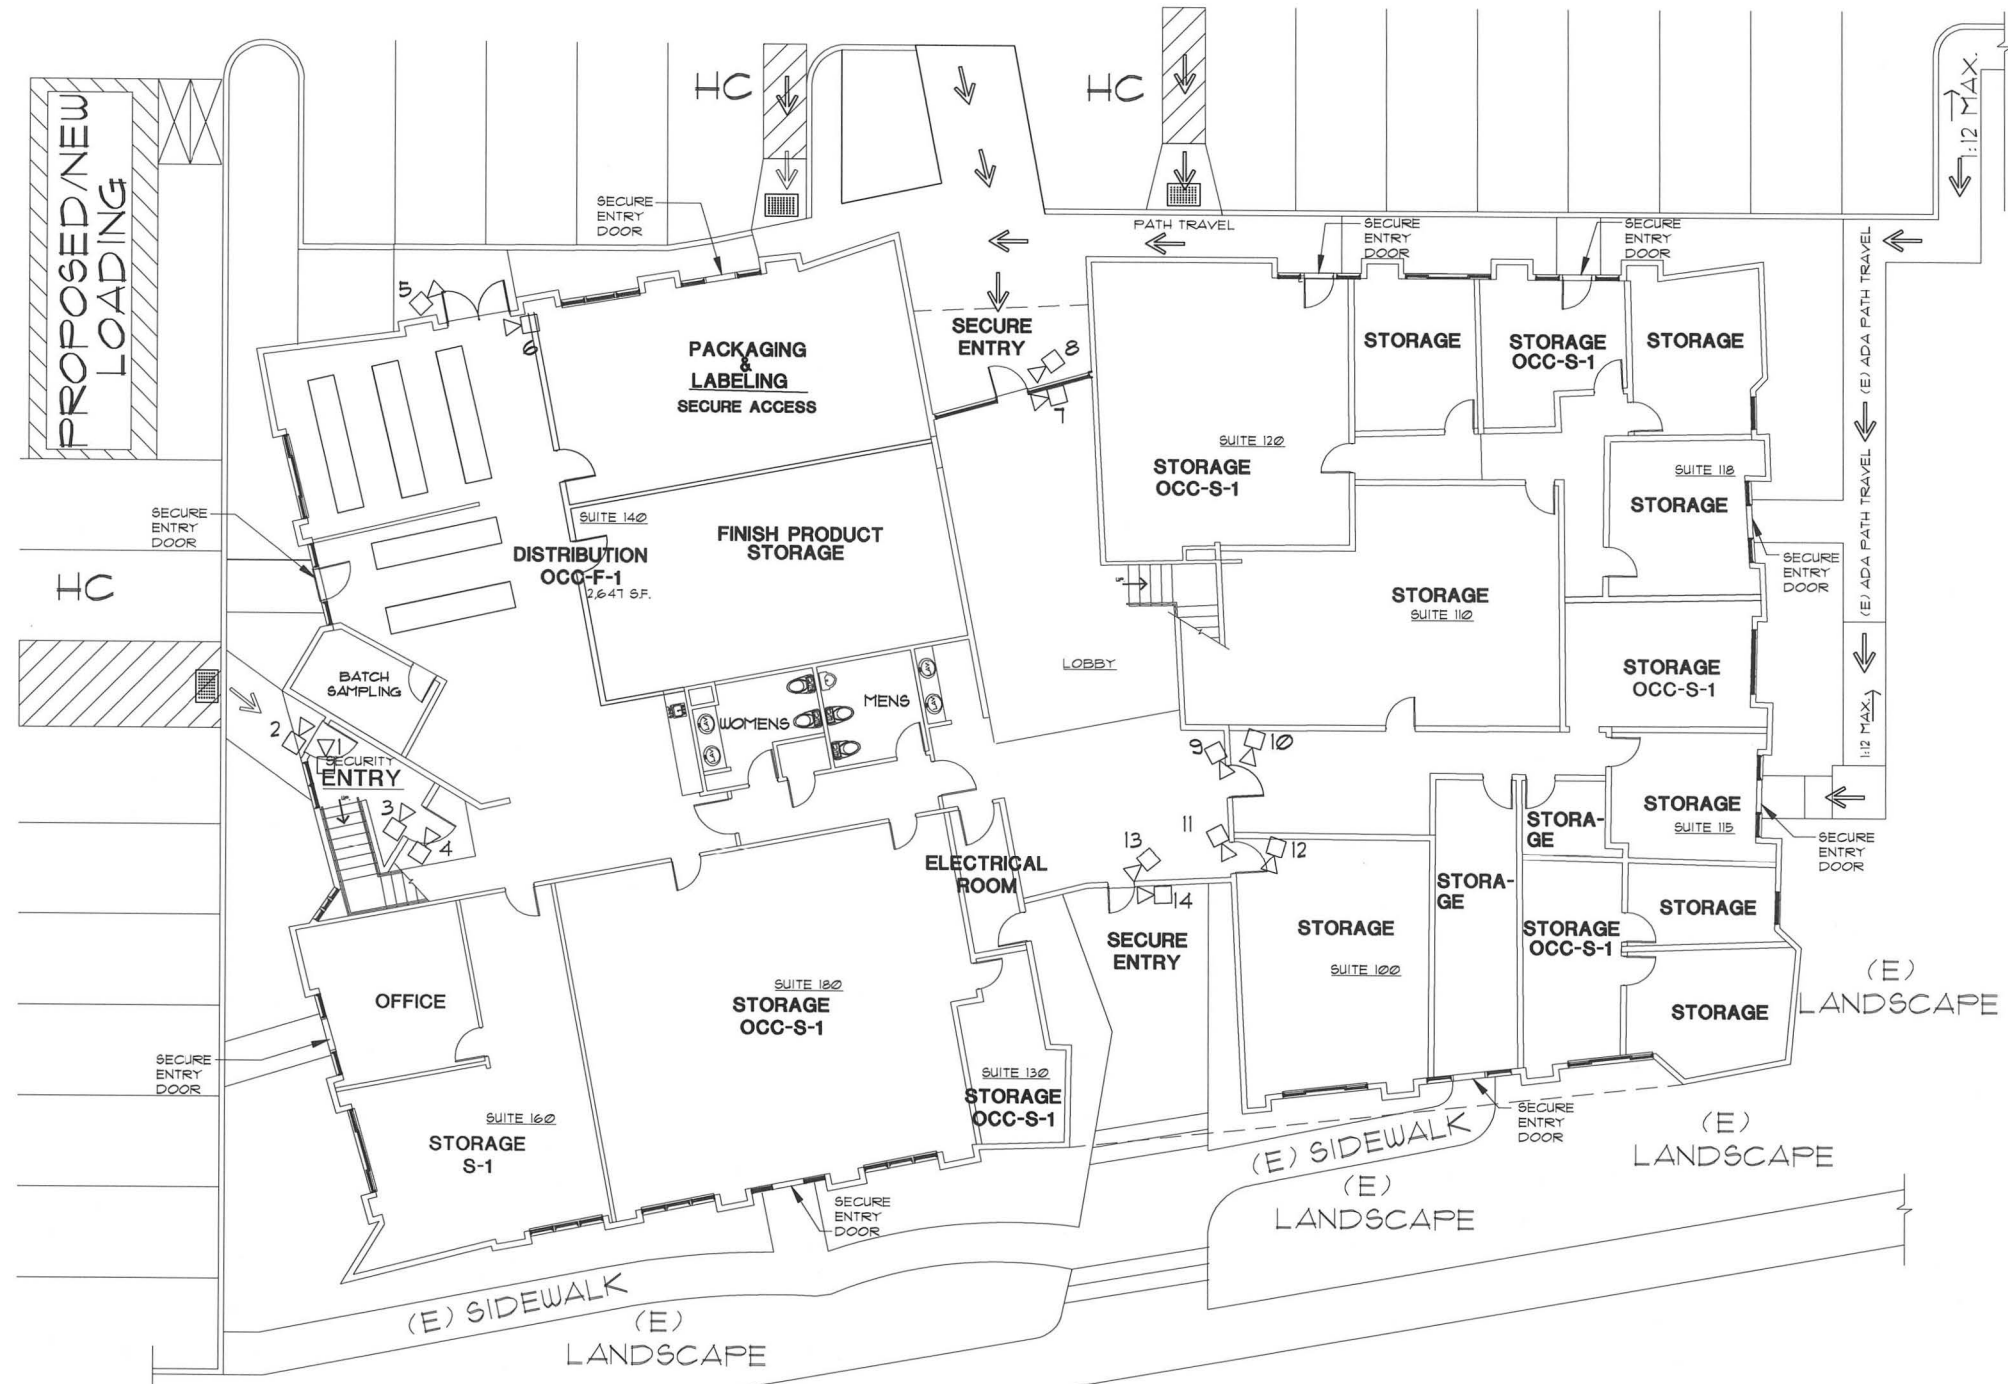 PROPOSED/NEW
LOADING
HC
HC
1:12 MAX.
SECURE
ENTRY
DOOR
PATH TRAVEL
SECURE
ENTRY
DOOR
SECURE
ENTRY
DOOR
(E) ADA PATH TRAVEL
(E) ADA PATH TRAVEL
(E) ADA PATH TRAVEL
1:12 MAX.
5
6
PACKAGING
&
LABELING
SECURE ACCESS
SECURE
ENTRY
8
7
STORAGE
STORAGE
OCC-S-1
STORAGE
SUITE 120
STORAGE
OCC-S-1
SUITE 118
STORAGE
SECURE
ENTRY
DOOR
SECURE
ENTRY
DOOR
HC
SUITE 140
DISTRIBUTION
OCC-F-1
2,647 S.F.
FINISH PRODUCT
STORAGE
STORAGE
SUITE 110
LOBBY
STORAGE
OCC-S-1
BATCH
SAMPLING
WOMENS
MENS
LAV
LAV
LAV
LAV
2
1
SECURITY
ENTRY
3
4
9
10
11
12
13
14
STORAGE
SUITE 115
STORA-
GE
STORA-
GE
SECURE
ENTRY
DOOR
ELECTRICAL
ROOM
STORAGE
SUITE 100
STORAGE
OCC-S-1
STORAGE
STORAGE
SECURE
ENTRY
OFFICE
SUITE 180
STORAGE
OCC-S-1
SECURE
ENTRY
DOOR
SUITE 130
STORAGE
OCC-S-1
SUITE 160
STORAGE
S-1
SECURE
ENTRY
DOOR
SECURE
ENTRY
DOOR
(E)
LANDSCAPE
(E)
LANDSCAPE
(E) SIDEWALK
(E)
LANDSCAPE
(E) SIDEWALK
(E)
LANDSCAPE